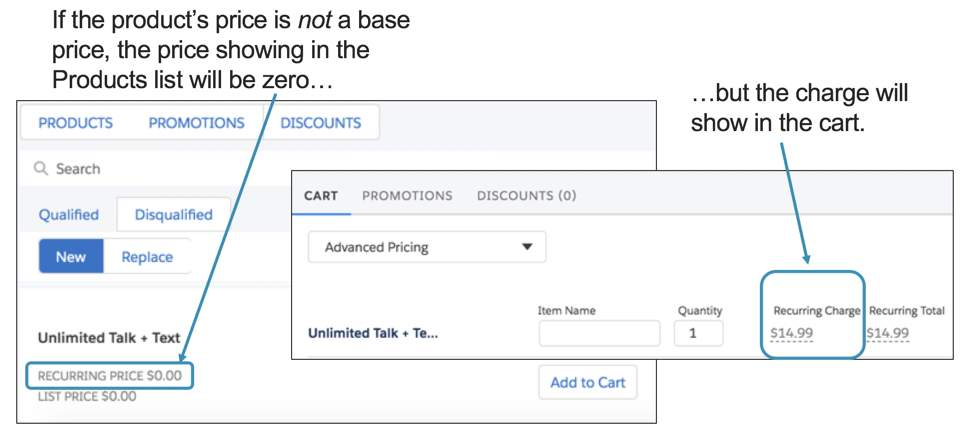 If the product’s price is not a base
price, the price showing in the
Products list will be zero…
…but the charge will
show in the cart.
PRODUCTS PROMOTIONS DISCOUNTS
Search
Qualified Disqualified
New Replace
Unlimited Talk + Text
RECURRING PRICE $0.00
LIST PRICE $0.00
Add to Cart
CART PROMOTIONS DISCOUNTS (0)
Advanced Pricing
Item Name Quantity Recurring Charge Recurring Total
Unlimited Talk + Te... 1 $14.99 $14.99